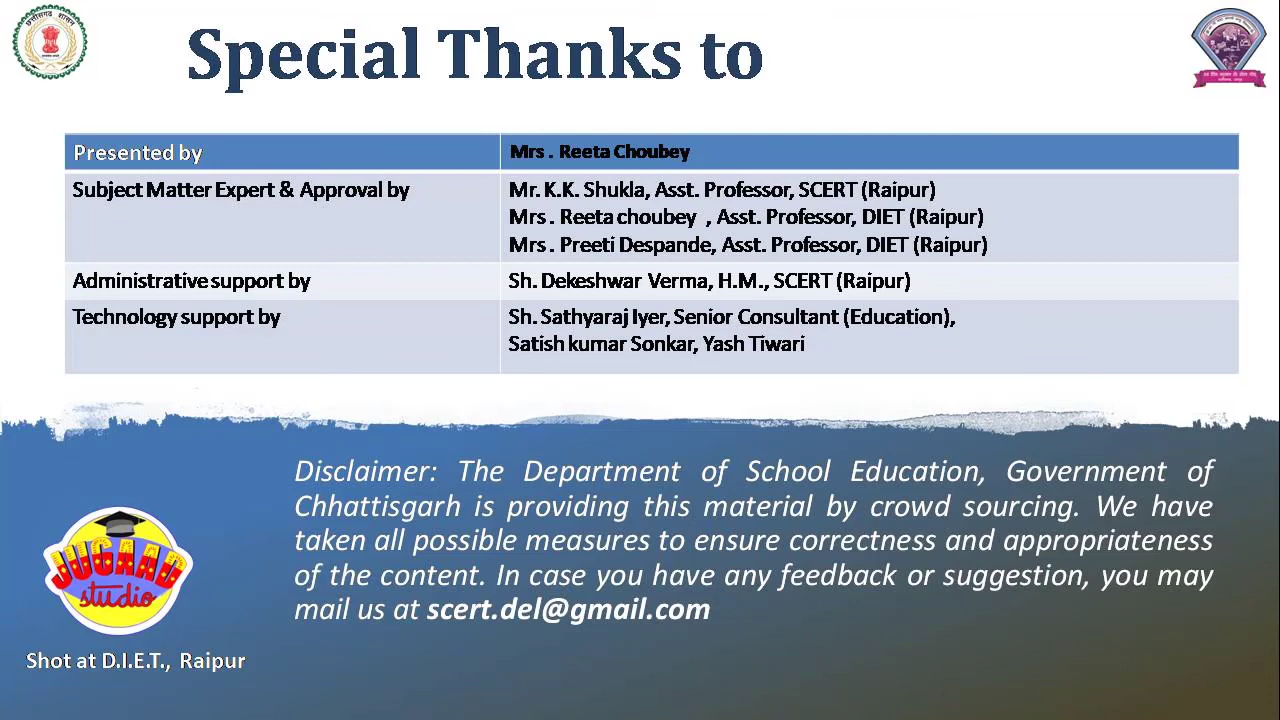 छत्तीसगढ़ शासन
Special Thanks to
Presented by
Mrs . Reeta Choubey
Subject Matter Expert & Approval by
Mr. K.K. Shukla, Asst. Professor, SCERT (Raipur)
Mrs . Reeta choubey , Asst. Professor, DIET (Raipur)
Mrs . Preeti Despande, Asst. Professor, DIET (Raipur)
Administrative support by
Sh. Dekeshwar Verma, H.M., SCERT (Raipur)
Technology support by
Sh. Sathyaraj Iyer, Senior Consultant (Education),
Satish kumar Sonkar, Yash Tiwari
Disclaimer: The Department of School Education, Government of
Chhattisgarh is providing this material by crowd sourcing. We have
taken all possible measures to ensure correctness and appropriateness
of the content. In case you have any feedback or suggestion, you may
mail us at scert.del@gmail.com
JUGAAD
studio
Shot at D.I.E.T., Raipur